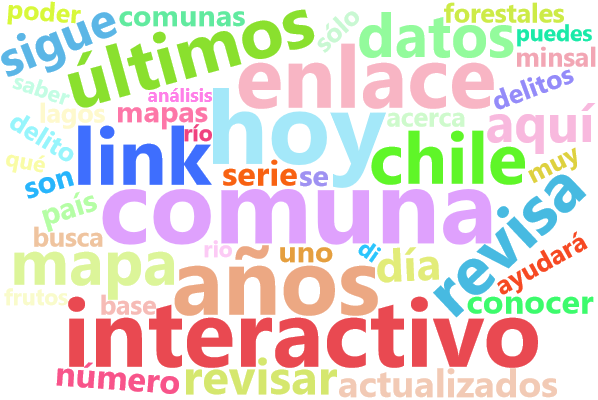 poder
comunas
sólo
forestales
sigue
últimos
datos
puedes
minsal
saber
análisis
enlace
delitos
lagos
mapas
hoy
acerca
aquí
delito
río
link
chile
qué
son
serie
se
muy
país
comuna
revisa
busca
rio
uno
di
mapa
años
día
ayudará
frutos
base
conocer
interactivo
número
revisar
actualizados